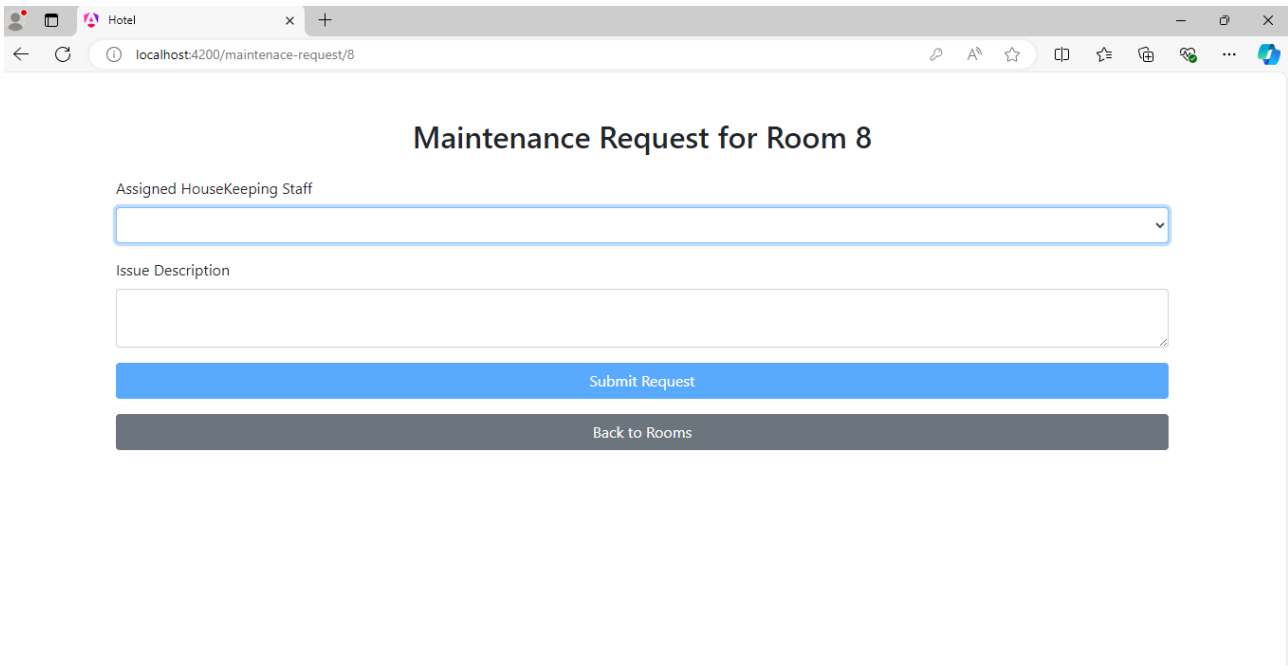 Hotel
localhost:4200/maintenace-request/8
Maintenance Request for Room 8
Assigned HouseKeeping Staff
Issue Description
Submit Request
Back to Rooms